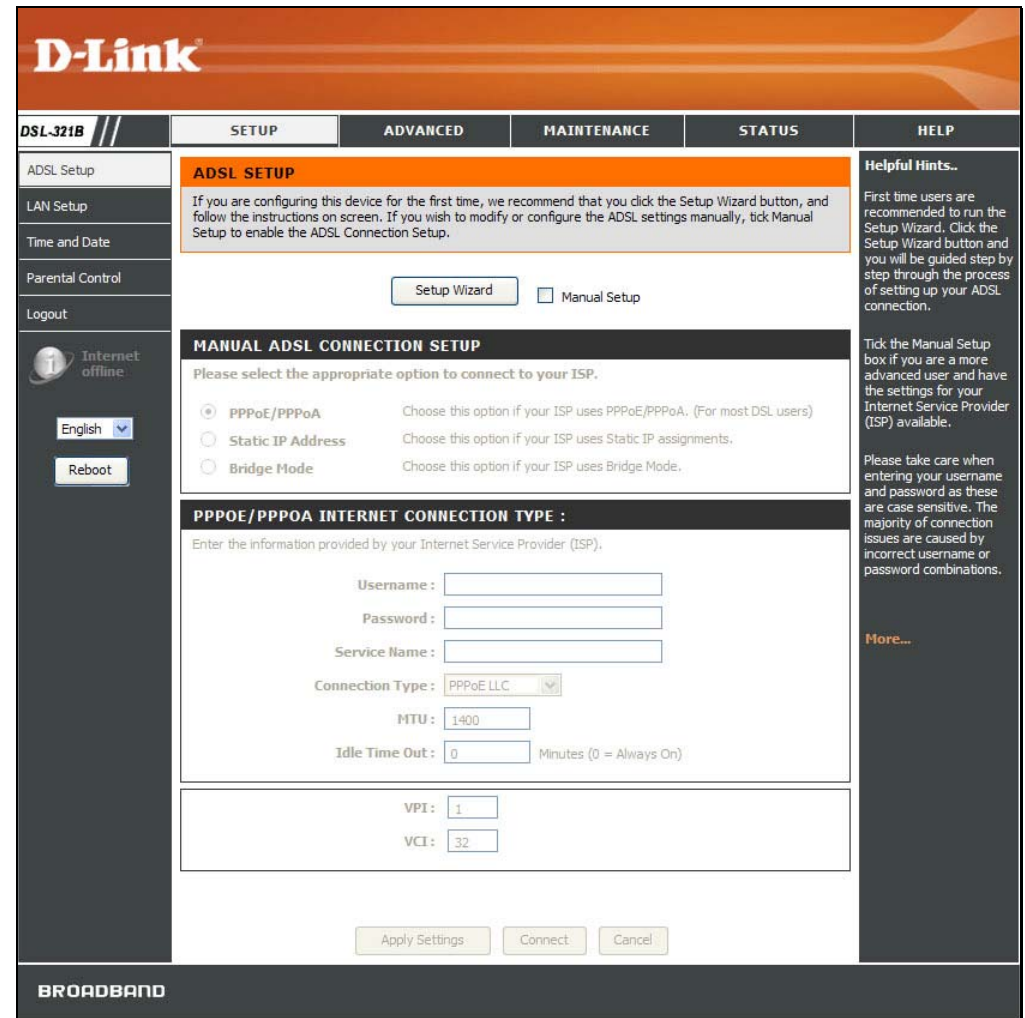 D-Link
DSL-321B
SETUP
ADVANCED
MAINTENANCE
STATUS
HELP
ADSL Setup
LAN Setup
Time and Date
Parental Control
Logout
Internet
offline
English
Reboot
ADSL SETUP
If you are configuring this device for the first time, we recommend that you click the Setup Wizard button, and
follow the instructions on screen. If you wish to modify or configure the ADSL settings manually, tick Manual
Setup to enable the ADSL Connection Setup.
Setup Wizard
Manual Setup
MANUAL ADSL CONNECTION SETUP
Please select the appropriate option to connect to your ISP.
PPPoE/PPPoA Choose this option if your ISP uses PPPoE/PPPoA. (For most DSL users)
Static IP Address Choose this option if your ISP uses Static IP assignments.
Bridge Mode Choose this option if your ISP uses Bridge Mode.
PPPOE/PPPOA INTERNET CONNECTION TYPE :
Enter the information provided by your Internet Service Provider (ISP).
Username :
Password :
Service Name :
Connection Type : PPPoE LLC
MTU : 1400
Idle Time Out : 0 Minutes (0 = Always On)
VPI : 1
VCI : 32
Apply Settings
Connect
Cancel
Helpful Hints..
First time users are
recommended to run the
Setup Wizard. Click the
Setup Wizard button and
you will be guided step by
step through the process
of setting up your ADSL
connection.
Tick the Manual Setup
box if you are a more
advanced user and have
the settings for your
Internet Service Provider
(ISP) available.
Please take care when
entering your username
and password as these
are case sensitive. The
majority of connection
issues are caused by
incorrect username or
password combinations.
More...
BROADBAND